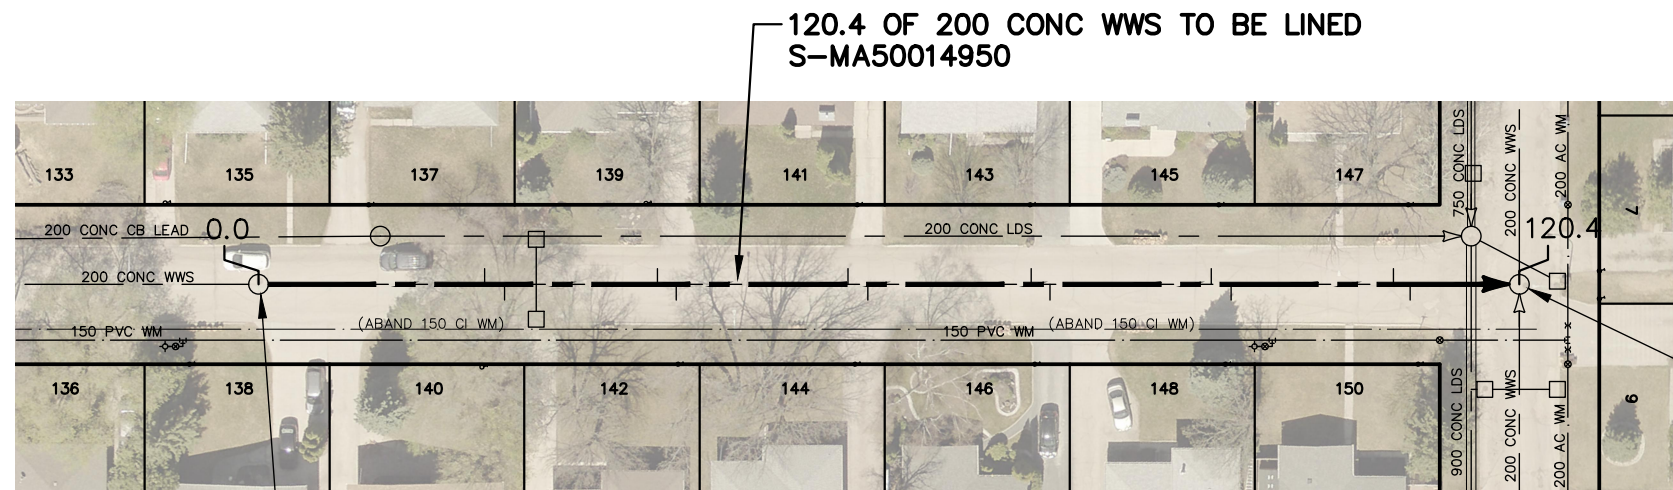 120.4 OF 200 CONC WWS TO BE LINED
S-MA50014950
133
135
137
139
141
143
145
147
750 CONC LDS
200 CONC WWS
200 AC WM
7
200 CONC CB LEAD
0.0
200 CONC LDS
120.4
200 CONC WWS
150 PVC WM
(ABAND 150 CI WM)
150 PVC WM
(ABAND 150 CI WM)
136
138
140
142
144
146
148
150
900 CONC LDS
200 CONC WWS
200 AC WM
9